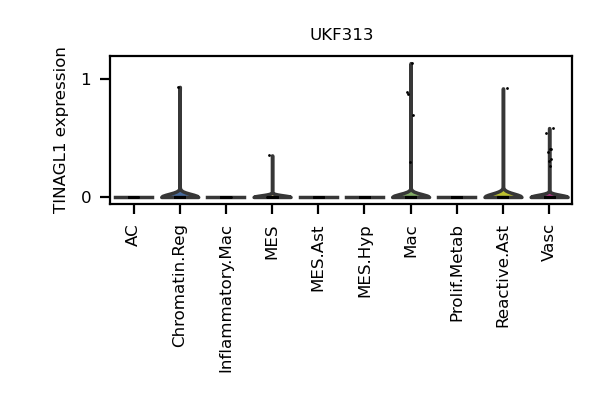 UKF313
TINAGL1 expression
1
0
AC
Chromatin.Reg
Inflammatory.Mac
MES
MES.Ast
MES.Hyp
Mac
Prolif.Metab
Reactive.Ast
Vasc